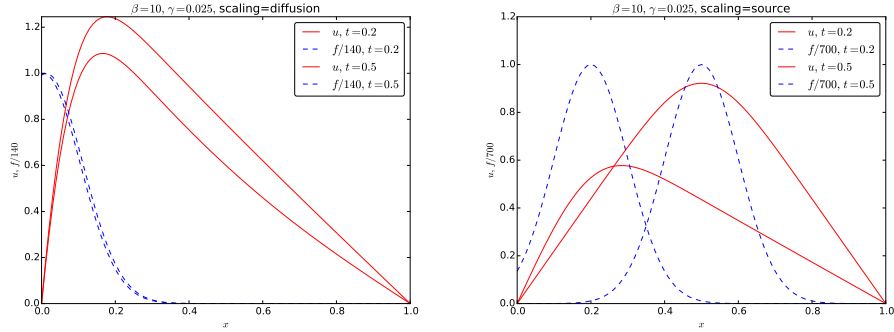 β=10, γ=0.025, scaling=diffusion
u, f/140
1.2
1.0
0.8
0.6
0.4
0.2
0.0
u, t=0.2
f/140, t=0.2
u, t=0.5
f/140, t=0.5
0.0 0.2 0.4 0.6 0.8 1.0
x
β=10, γ=0.025, scaling=source
u, f/700
1.2
1.0
0.8
0.6
0.4
0.2
0.0
u, t=0.2
f/700, t=0.2
u, t=0.5
f/700, t=0.5
0.0 0.2 0.4 0.6 0.8 1.0
x